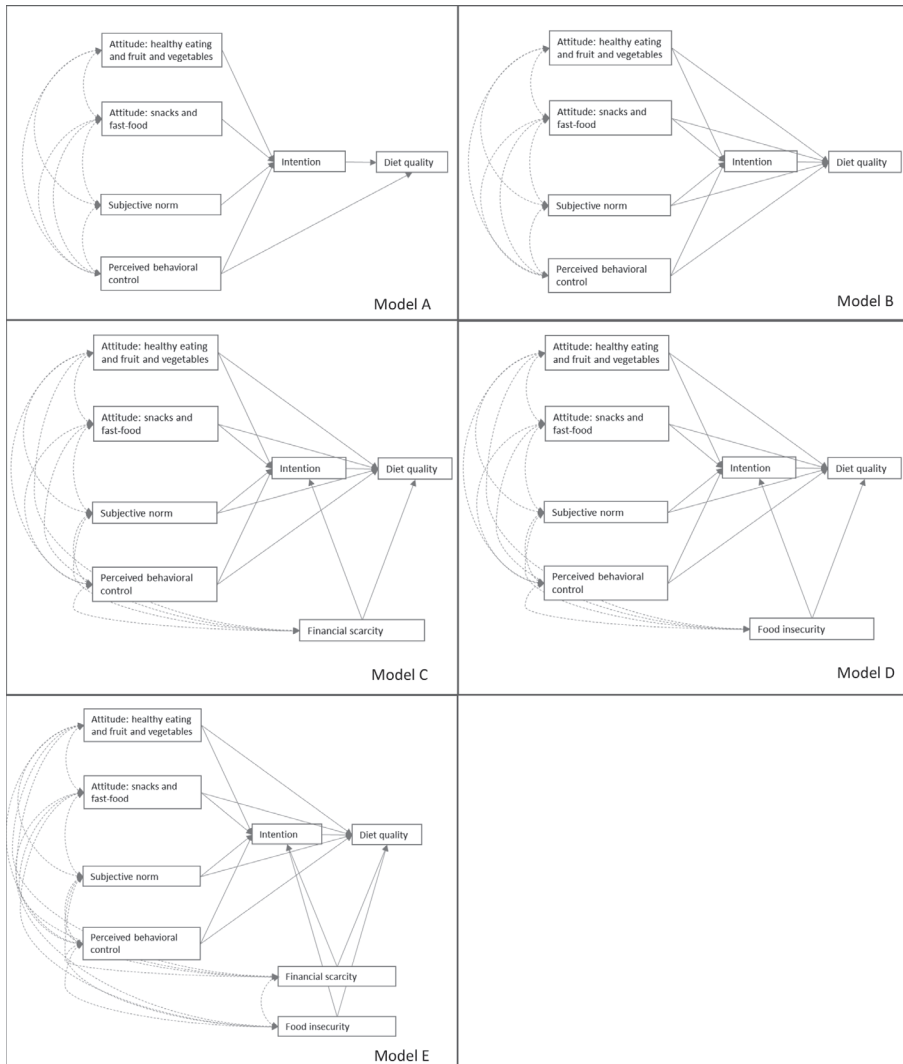 Attitude: healthy eating
and fruit and vegetables
Attitude: snacks and
fast-food
Intention
Diet quality
Subjective norm
Perceived behavioral
control
Model A
Attitude: healthy eating
and fruit and vegetables
Attitude: snacks and
fast-food
Intention
Diet quality
Subjective norm
Perceived behavioral
control
Model B
Attitude: healthy eating
and fruit and vegetables
Attitude: snacks and
fast-food
Intention
Diet quality
Subjective norm
Perceived behavioral
control
Financial scarcity
Model C
Attitude: healthy eating
and fruit and vegetables
Attitude: snacks and
fast-food
Intention
Diet quality
Subjective norm
Perceived behavioral
control
Food insecurity
Model D
Attitude: healthy eating
and fruit and vegetables
Attitude: snacks and
fast-food
Intention
Diet quality
Subjective norm
Perceived behavioral
control
Financial scarcity
Food insecurity
Model E